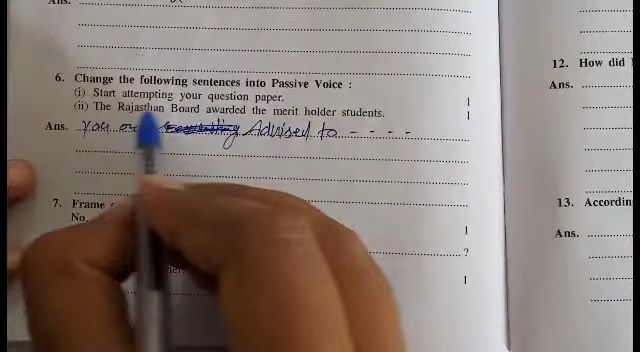 Ans.
6. Change the following sentences into Passive Voice :
(i) Start attempting your question paper. 1
(ii) The Rajasthan Board awarded the merit holder students. 1
Ans. You Advised to - - - -
7. Frame
No. 1
?
1
12. How did
Ans.
13. Accordin
Ans.